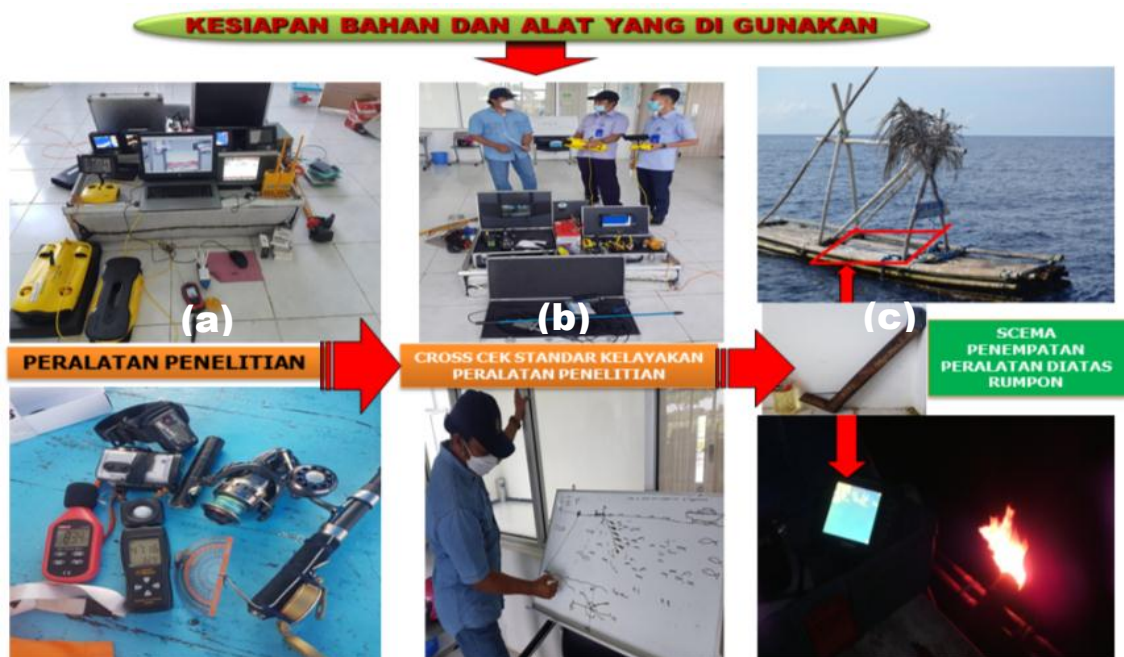 KESIAPAN BAHAN DAN ALAT YANG DI GUNAKAN
(a)
(b)
(c)
PERALATAN PENELITIAN
CROSS CEK STANDAR KELAYAKAN
PERALATAN PENELITIAN
SCEMA
PENEMPATAN
PERALATAN DIATAS
RUMPON